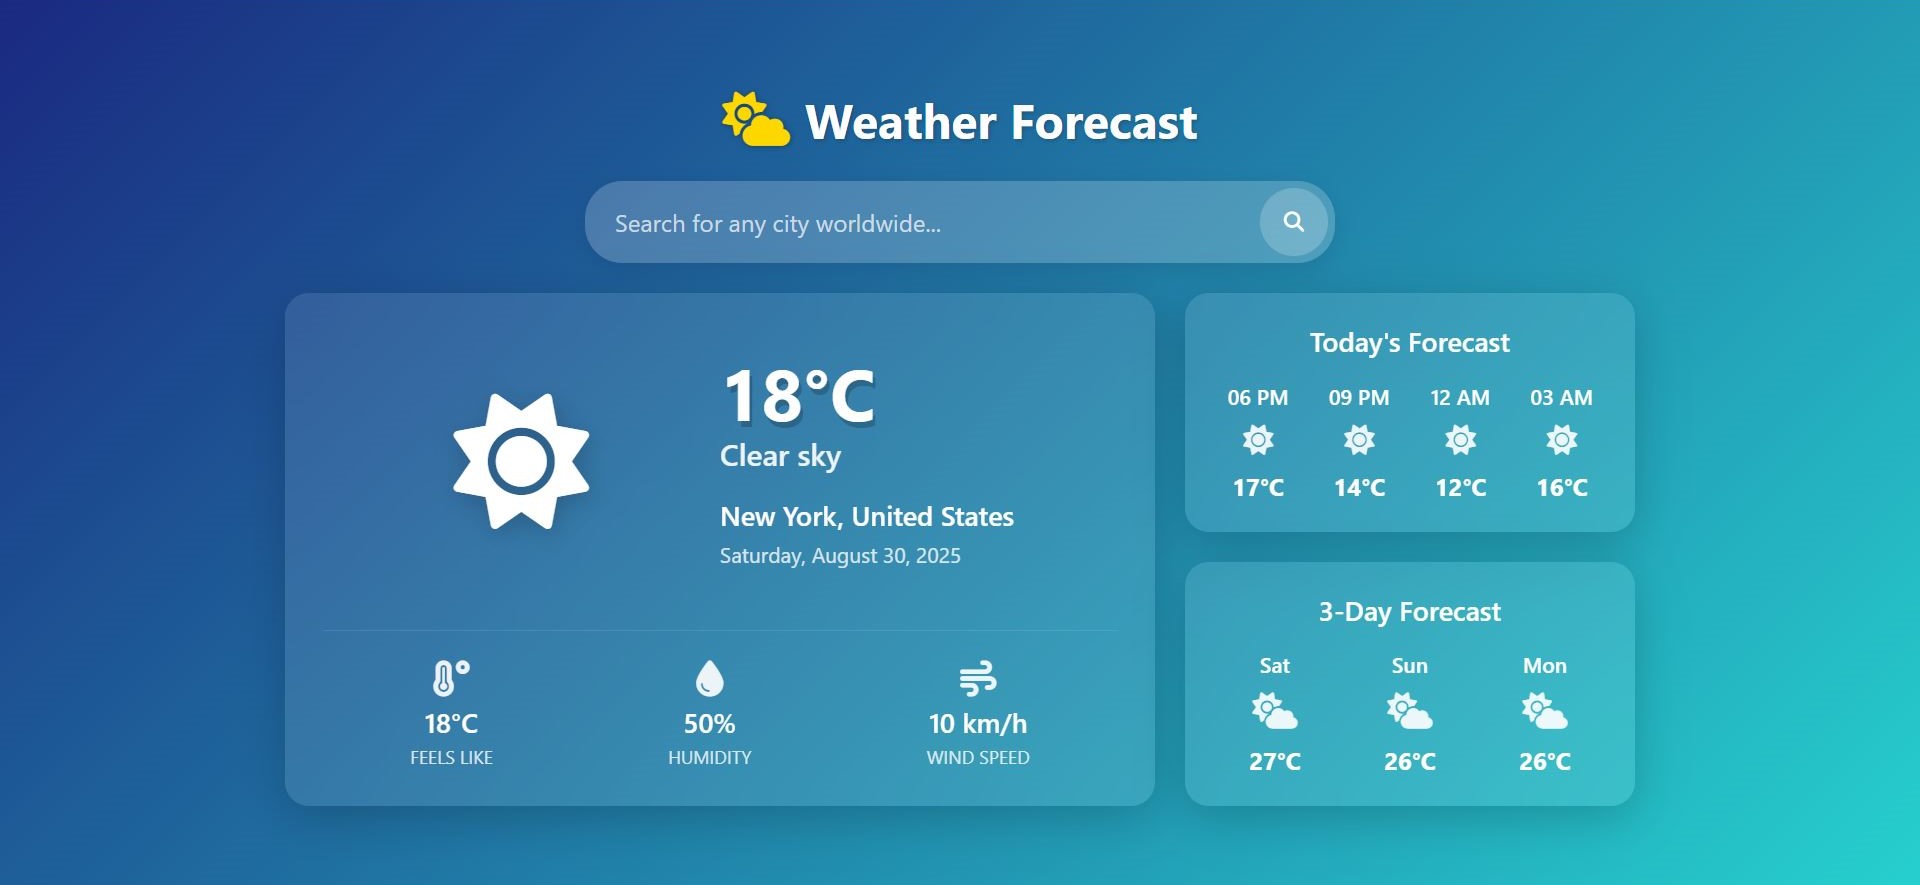 Weather Forecast
Search for any city worldwide...
18°C
Clear sky
New York, United States
Saturday, August 30, 2025
18°C
FEELS LIKE
50%
HUMIDITY
10 km/h
WIND SPEED
Today's Forecast
06 PM 09 PM 12 AM 03 AM
17°C 14°C 12°C 16°C
3-Day Forecast
Sat Sun Mon
27°C 26°C 26°C